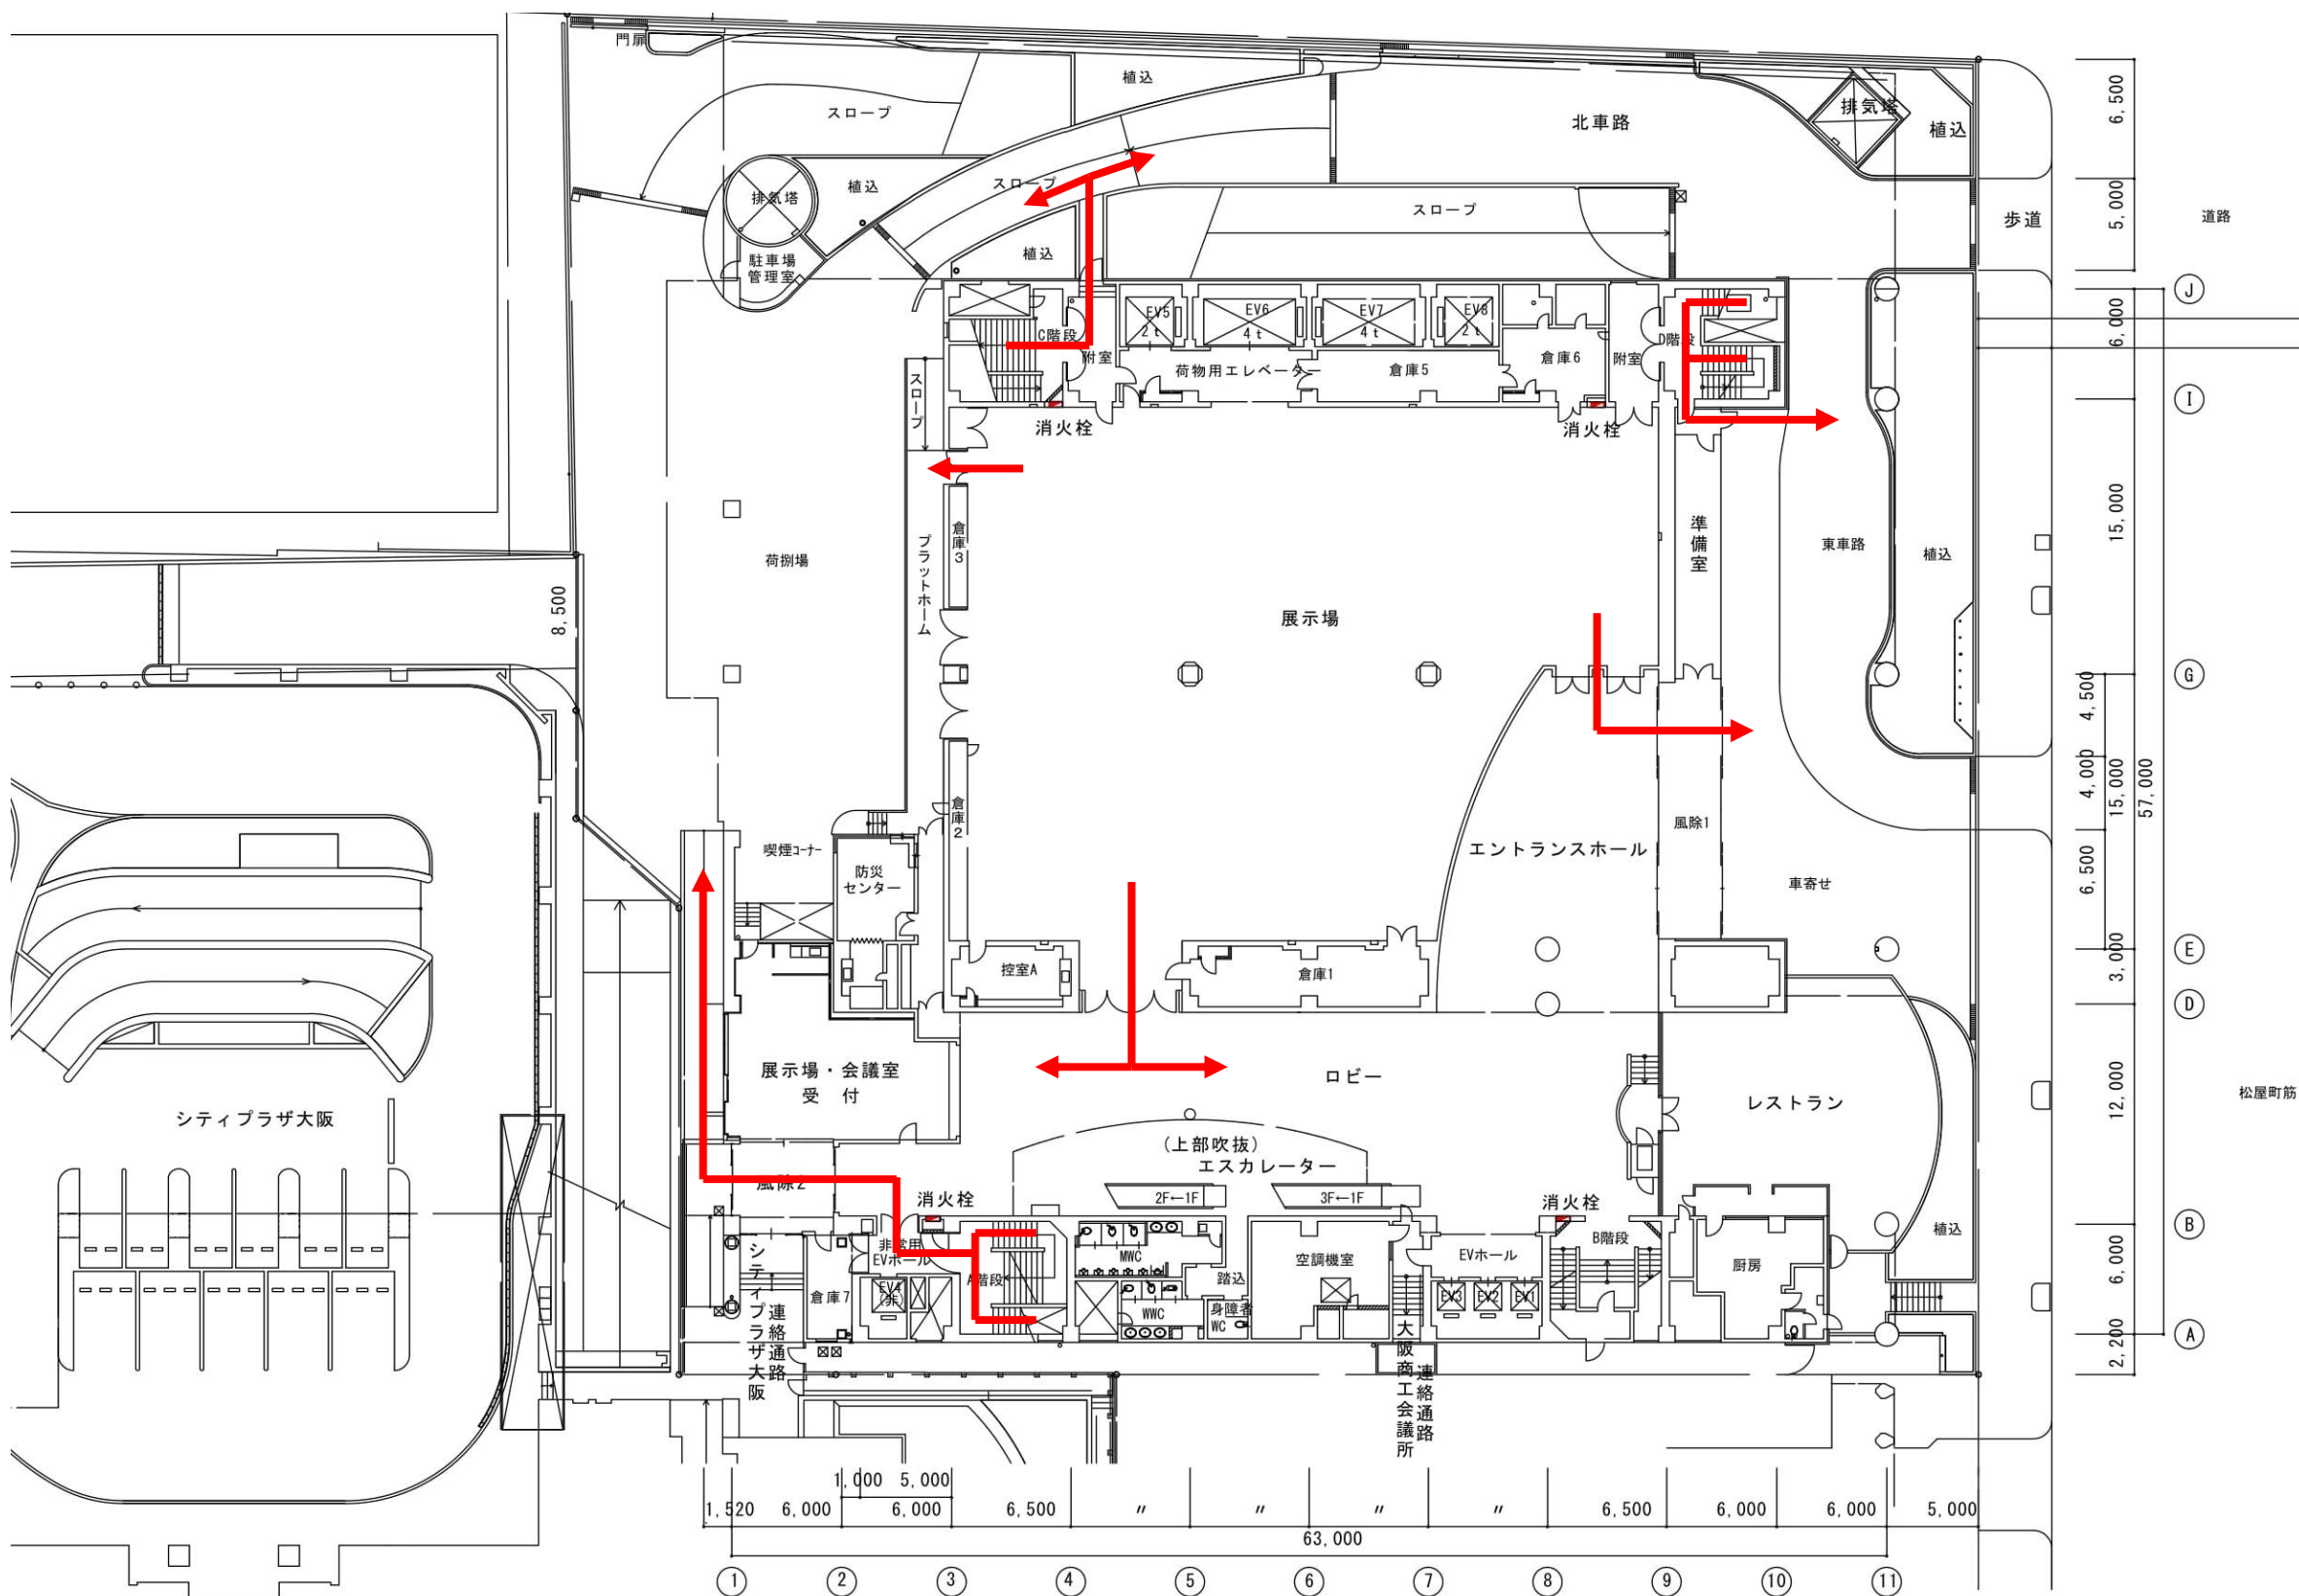 門扉
植込
スロープ
北車路
排気塔
植込
6,500
排気塔
植込
スロープ
スロープ
歩道
道路
5,000
駐車場
管理室
植込
J
EV5
2t
EV6
4t
EV7
4t
EV8
2t
C階段
附室
荷物用エレベーター
倉庫5
倉庫6
附室
D階段
6,000
スロープ
I
消火栓
消火栓
15,000
倉庫3
準備室
荷捌場
プラットホーム
東車路
植込
8,500
展示場
G
4,500
4,000
15,000
57,000
倉庫2
風除1
喫煙コーナー
エントランスホール
防災
センター
車寄せ
6,500
控室A
倉庫1
E
3,000
D
展示場・会議室
受 付
ロビー
レストラン
シティプラザ大阪
12,000
松屋町筋
(上部吹抜)
エスカレーター
風除2
消火栓
2F←1F
3F←1F
消火栓
B
植込
非常用
EVホール
シティプラザ大阪
連絡通路
A階段
MWC
踏込
空調機室
EVホール
B階段
厨房
6,000
倉庫7
EV4
(非)
WWC
身障者
WC
EV3
EV2
EV1
大阪商工会議所
連絡通路
A
2,200
1,000
5,000
1,520
6,000
6,000
6,500
〃
〃
〃
〃
6,500
6,000
6,000
5,000
63,000
1
2
3
4
5
6
7
8
9
10
11